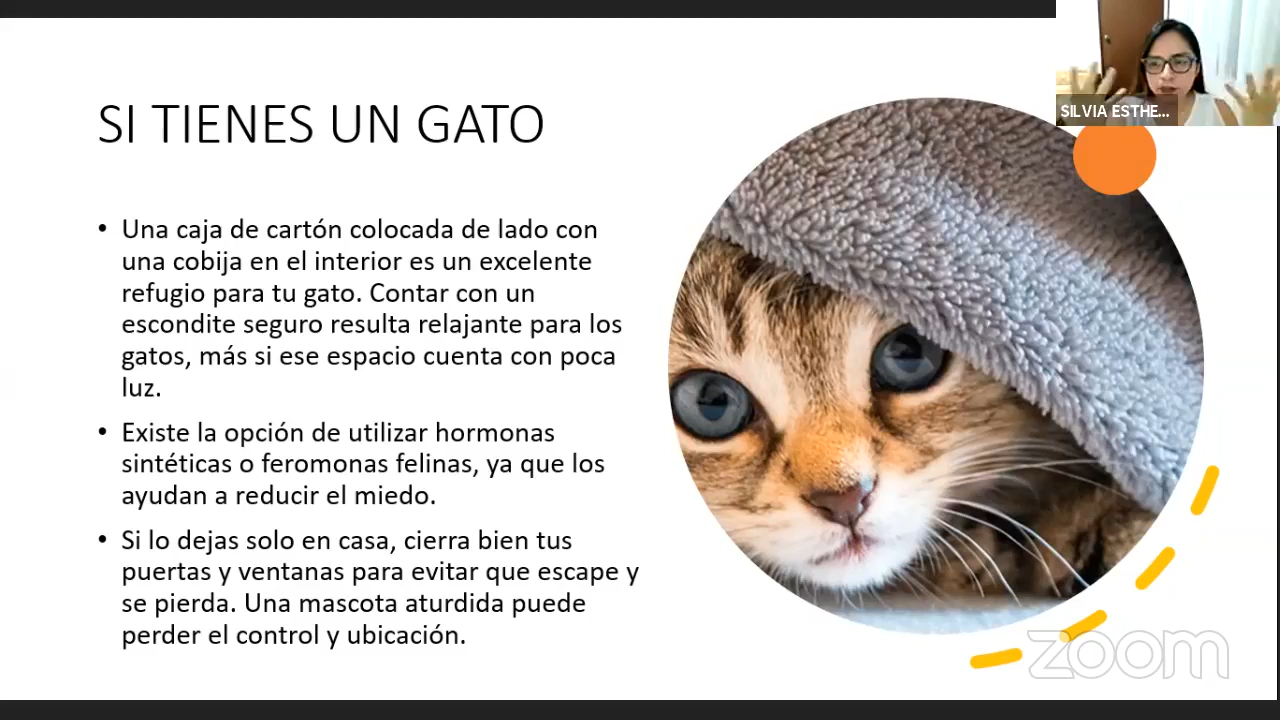 SILVIA ESTHE...
SI TIENES UN GATO
• Una caja de cartón colocada de lado con
una cobija en el interior es un excelente
refugio para tu gato. Contar con un
escondite seguro resulta relajante para los
gatos, más si ese espacio cuenta con poca
luz.
• Existe la opción de utilizar hormonas
sintéticas o feromonas felinas, ya que los
ayudan a reducir el miedo.
• Si lo dejas solo en casa, cierra bien tus
puertas y ventanas para evitar que escape y
se pierda. Una mascota aturdida puede
perder el control y ubicación.
zoom